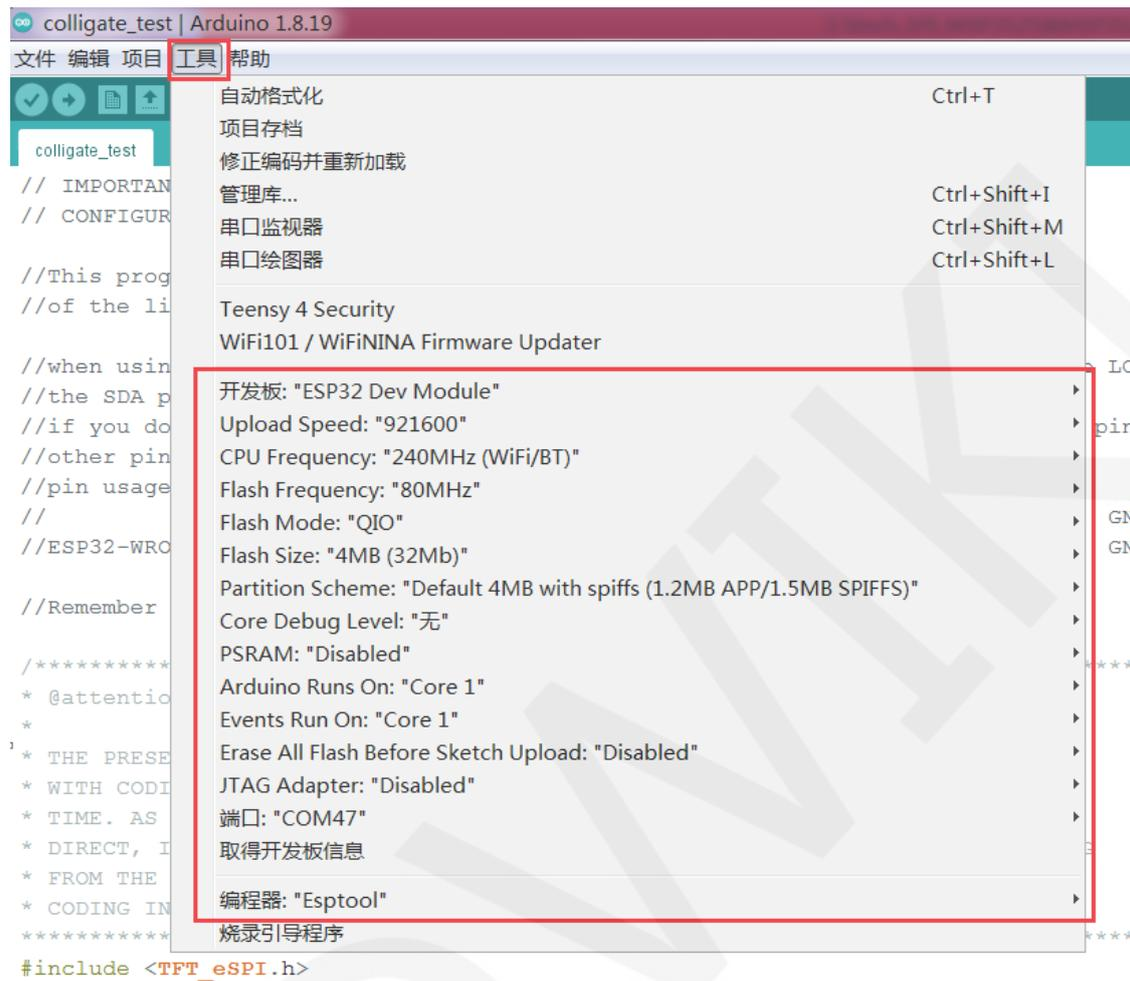 colligate_test | Arduino 1.8.19
文件 编辑 项目 工具 帮助
自动格式化 Ctrl+T
项目存档
colligate_test
修正编码并重新加载
// IMPORTAN
管理库... Ctrl+Shift+I
// CONFIGUR
串口监视器 Ctrl+Shift+M
串口绘图器 Ctrl+Shift+L
//This prog
//of the li
Teensy 4 Security
WiFi101 / WiFiNINA Firmware Updater
//when usin LO
开发板: "ESP32 Dev Module"
//the SDA p
Upload Speed: "921600"
//if you do pin
CPU Frequency: "240MHz (WiFi/BT)"
//other pin
Flash Frequency: "80MHz"
//pin usage
Flash Mode: "QIO"
// GN
Flash Size: "4MB (32Mb)"
//ESP32-WRO GN
Partition Scheme: "Default 4MB with spiffs (1.2MB APP/1.5MB SPIFFS)"
//Remember
Core Debug Level: "无"
PSRAM: "Disabled"
/********** ****
Arduino Runs On: "Core 1"
* @attentio
Events Run On: "Core 1"
*
Erase All Flash Before Sketch Upload: "Disabled"
* THE PRESE
JTAG Adapter: "Disabled"
* WITH CODI
端口: "COM47"
* TIME. AS
取得开发板信息
* DIRECT, I
* FROM THE
编程器: "Esptool"
* CODING IN
烧录引导程序
*********** ***
#include <TFT_eSPI.h>